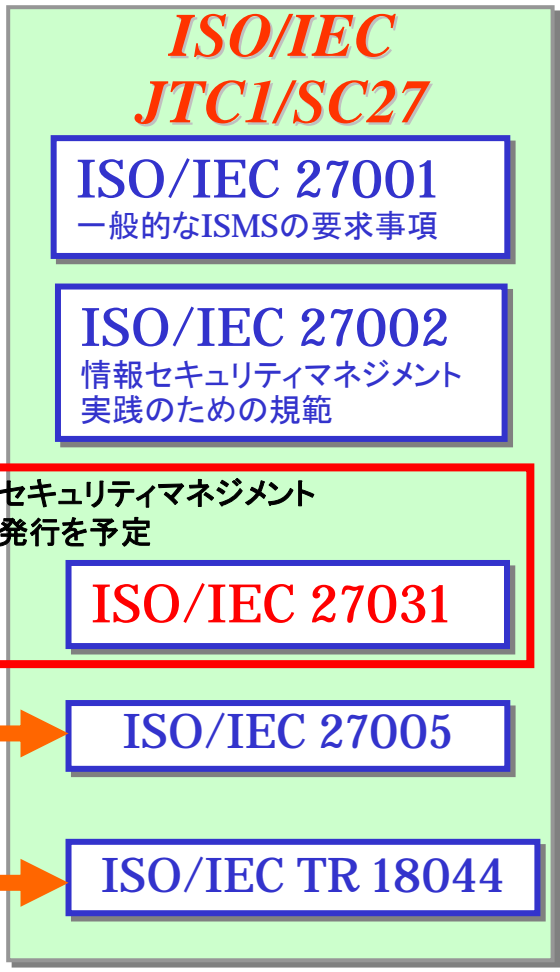 ISO/IEC
JTC1/SC27
ISO/IEC 27001
一般的なISMSの要求事項
ISO/IEC 27002
情報セキュリティマネジメント
実践のための規範
セキュリティマネジメント
発行を予定
ISO/IEC 27031
ISO/IEC 27005
ISO/IEC TR 18044